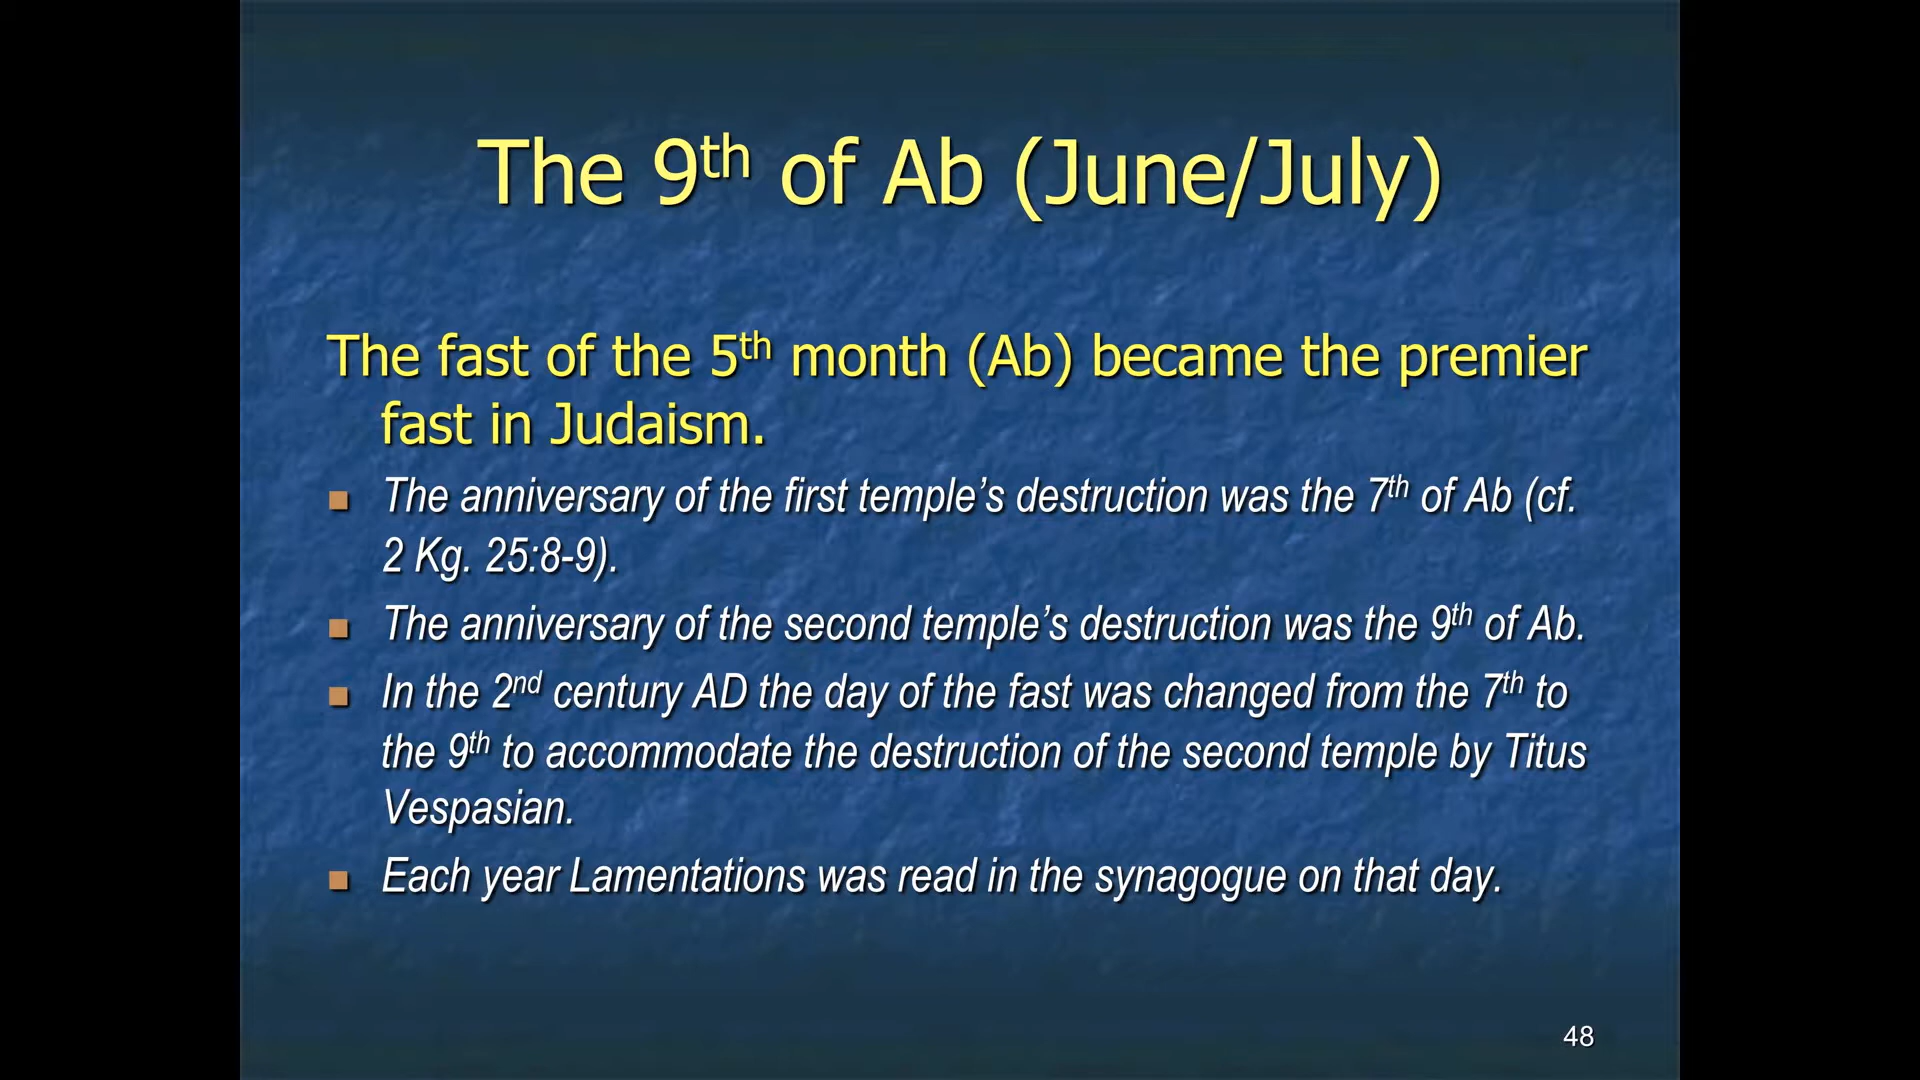 The 9th of Ab (June/July)
The fast of the 5th month (Ab) became the premier
fast in Judaism.
The anniversary of the first temple’s destruction was the 7th of Ab (cf.
2 Kg. 25:8-9).
The anniversary of the second temple’s destruction was the 9th of Ab.
In the 2nd century AD the day of the fast was changed from the 7th to
the 9th to accommodate the destruction of the second temple by Titus
Vespasian.
Each year Lamentations was read in the synagogue on that day.
48